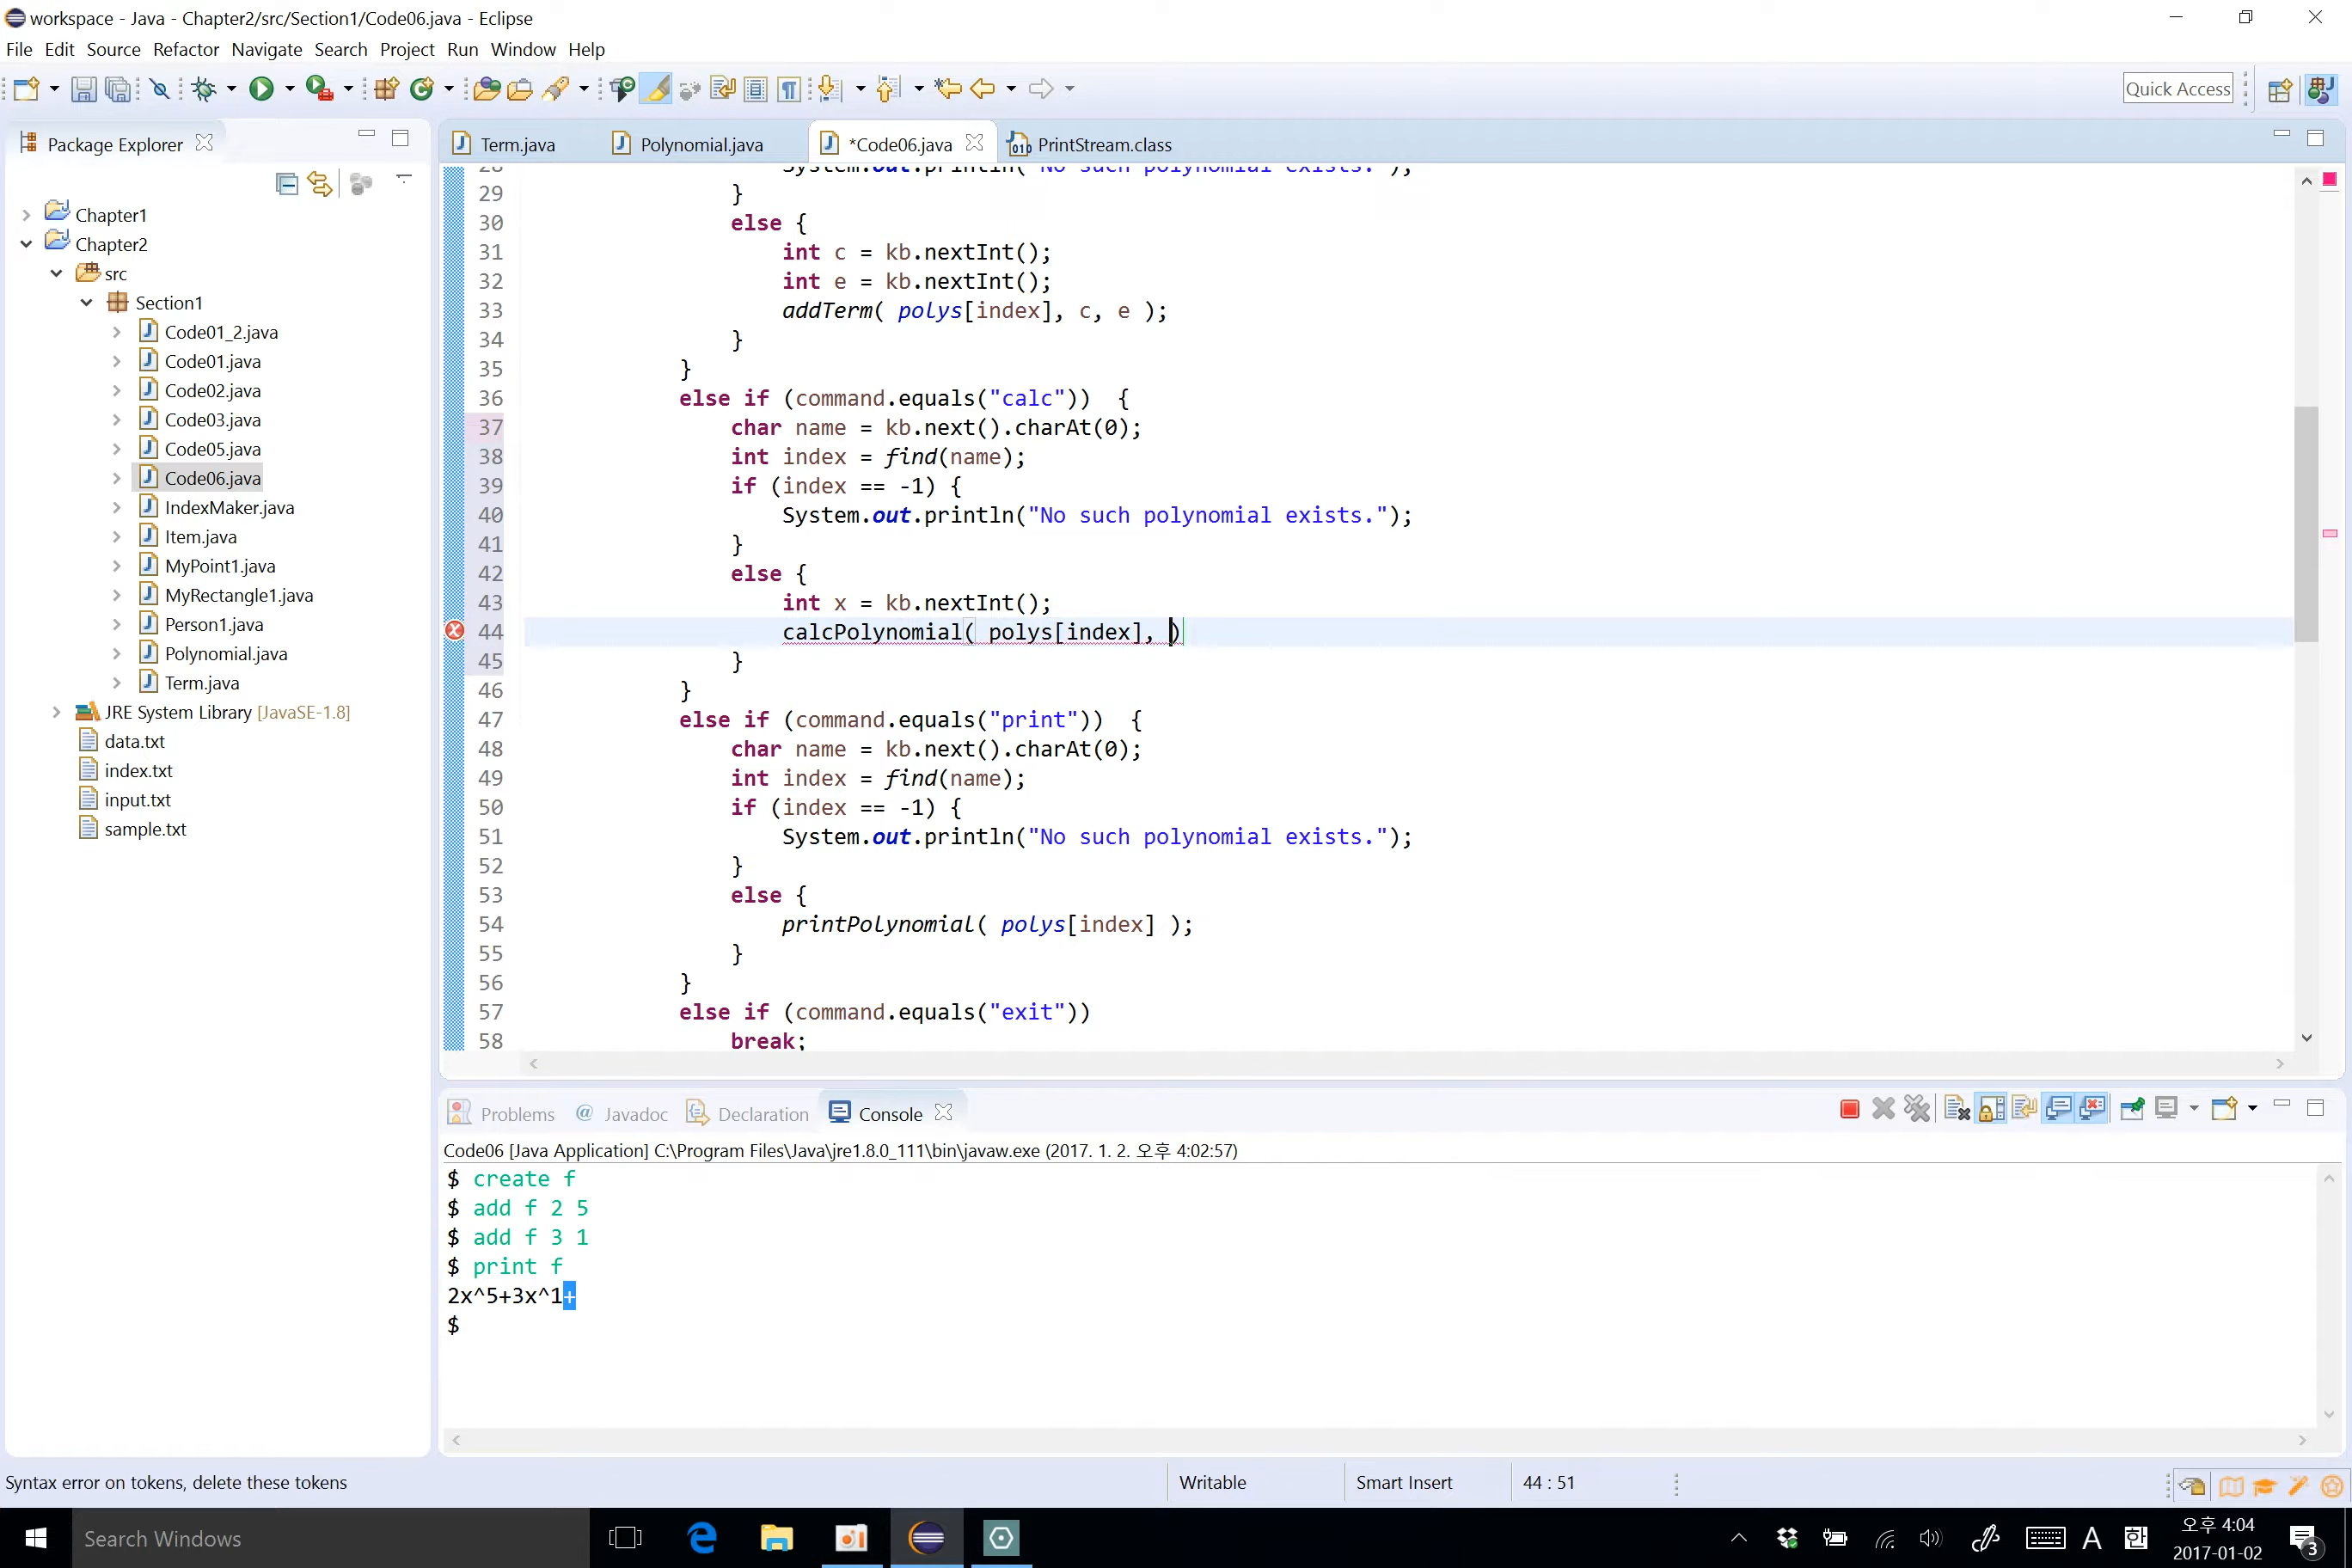 workspace - Java - Chapter2/src/Section1/Code06.java - Eclipse
File Edit Source Refactor Navigate Search Project Run Window Help
Quick Access
Package Explorer
Term.java Polynomial.java *Code06.java PrintStream.class
Chapter1
Chapter2
src
Section1
Code01_2.java
Code01.java
Code02.java
Code03.java
Code05.java
Code06.java
IndexMaker.java
Item.java
MyPoint1.java
MyRectangle1.java
Person1.java
Polynomial.java
Term.java
JRE System Library [JavaSE-1.8]
data.txt
index.txt
input.txt
sample.txt
28 System.out.println("No such polynomial exists.");
29 }
30 else {
31 int c = kb.nextInt();
32 int e = kb.nextInt();
33 addTerm( polys[index], c, e );
34 }
35 }
36 else if (command.equals("calc")) {
37 char name = kb.next().charAt(0);
38 int index = find(name);
39 if (index == -1) {
40 System.out.println("No such polynomial exists.");
41 }
42 else {
43 int x = kb.nextInt();
44 calcPolynomial( polys[index], )
45 }
46 }
47 else if (command.equals("print")) {
48 char name = kb.next().charAt(0);
49 int index = find(name);
50 if (index == -1) {
51 System.out.println("No such polynomial exists.");
52 }
53 else {
54 printPolynomial( polys[index] );
55 }
56 }
57 else if (command.equals("exit"))
58 break;
Problems @ Javadoc Declaration Console
Code06 [Java Application] C:\Program Files\Java\jre1.8.0_111\bin\javaw.exe (2017. 1. 2. 오후 4:02:57)
$ create f
$ add f 2 5
$ add f 3 1
$ print f
2x^5+3x^1+
$
Syntax error on tokens, delete these tokens
Writable Smart Insert 44 : 51
Search Windows
A 한
오후 4:04
2017-01-02
3